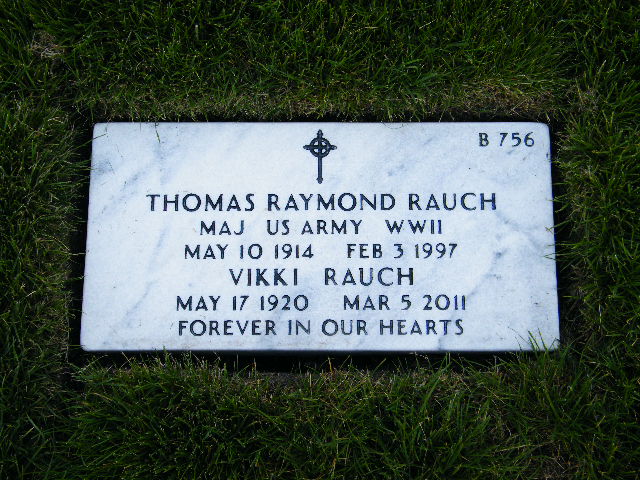 B 756
THOMAS RAYMOND RAUCH
MAJ US ARMY WWII
MAY 10 1914 FEB 3 1997
VIKKI RAUCH
MAY 17 1920 MAR 5 2011
FOREVER IN OUR HEARTS